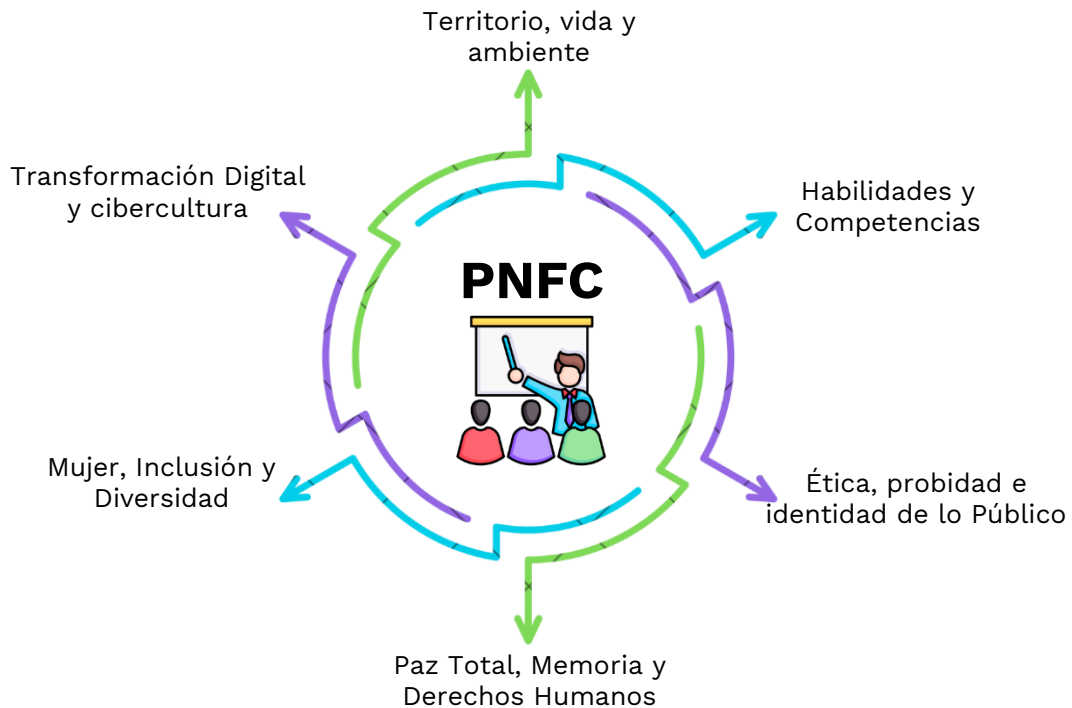 Territorio, vida y
ambiente
Transformación Digital
y cibercultura
Habilidades y
Competencias
PNFC
Mujer, Inclusión y
Diversidad
Ética, probidad e
identidad de lo Público
Paz Total, Memoria y
Derechos Humanos